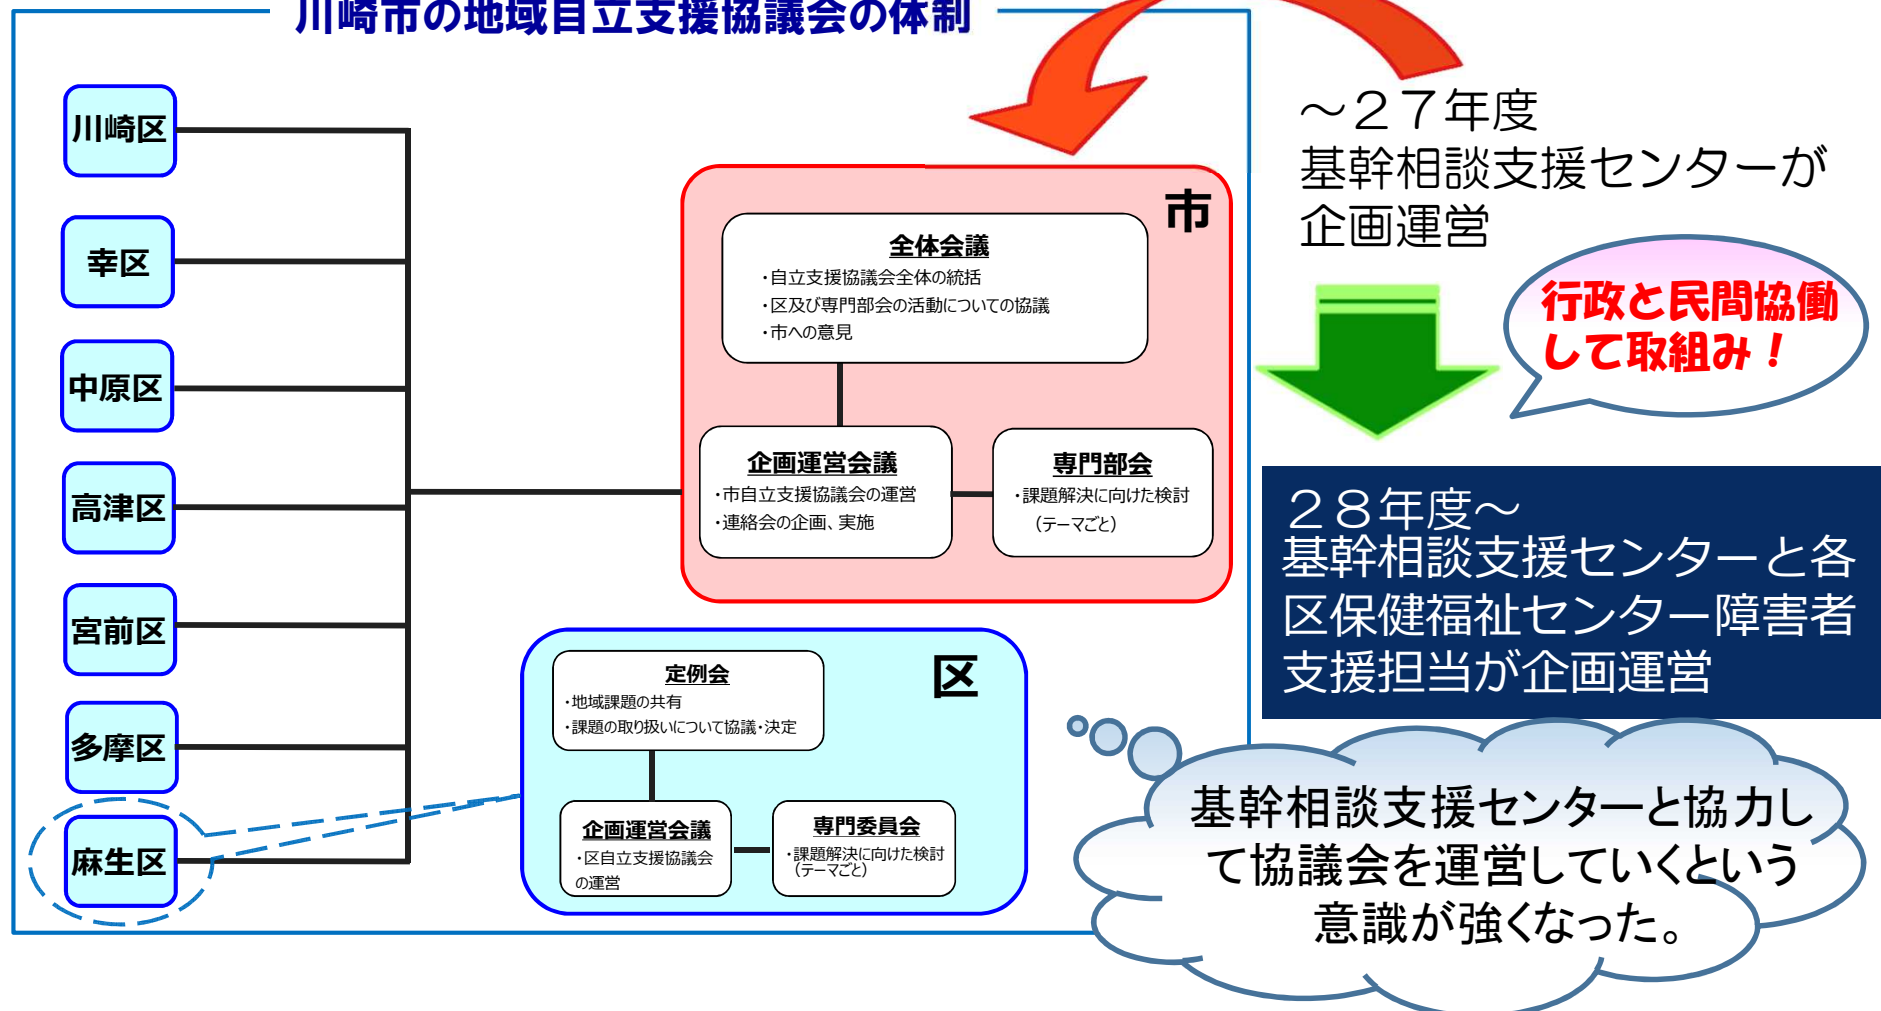 川崎市の地域自立支援協議会の体制
川崎区
幸区
中原区
高津区
宮前区
多摩区
麻生区
市
全体会議
・自立支援協議会全体の統括
・区及び専門部会の活動についての協議
・市への意見
企画運営会議
・市自立支援協議会の運営
・連絡会の企画、実施
専門部会
・課題解決に向けた検討
（テーマごと）
区
定例会
・地域課題の共有
・課題の取り扱いについて協議・決定
企画運営会議
・区自立支援協議会
の運営
専門委員会
・課題解決に向けた検討
（テーマごと）
～２７年度
基幹相談支援センターが
企画運営
行政と民間協働
して取組み！
２８年度～
基幹相談支援センターと各
区保健福祉センター障害者
支援担当が企画運営
基幹相談支援センターと協力し
て協議会を運営していくという
意識が強くなった。